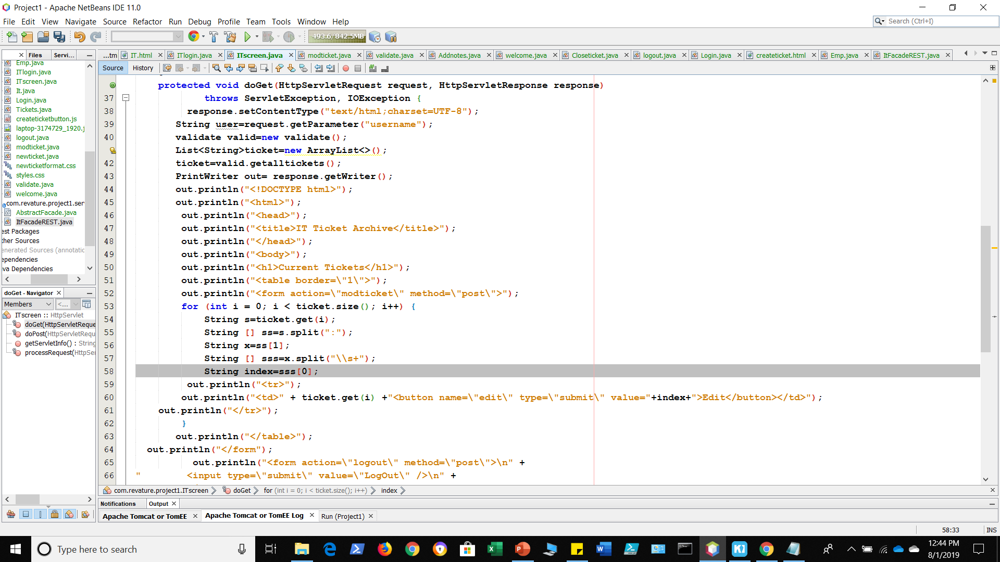 Project1 - Apache NetBeans IDE 11.0
File Edit View Navigate Source Refactor Run Debug Profile Team Tools Window Help
Search (Ctrl+I)
493.6/842.5MB
Files Servi...
...tm IT.html ITlogin.java ITscreen.java modticket.java validate.java Addnotes.java welcome.java Closeticket.java logout.java Login.java createticket.html Emp.java ItFacadeREST.java
Source History
Emp.java
ITlogin.java
ITscreen.java
It.java
Login.java
Tickets.java
createticketbutton.js
laptop-3174729_1920.j
logout.java
modticket.java
newticket.java
newticketformat.css
styles.css
validate.java
welcome.java
com.revature.project1.ser
AbstractFacade.java
ItFacadeREST.java
est Packages
ther Sources
enerated Sources (annotatic
ependencies
va Dependencies
doGet - Navigator
Members <...
ITscreen :: HttpServlet
doGet(HttpServletReque
doPost(HttpServletRequ
getServletInfo() : String
processRequest(HttpSer
protected void doGet(HttpServletRequest request, HttpServletResponse response)
37 throws ServletException, IOException {
38 response.setContentType("text/html;charset=UTF-8");
39 String user=request.getParameter("username");
40 validate valid=new validate();
List<String>ticket=new ArrayList<>();
42 ticket=valid.getalltickets();
43 PrintWriter out= response.getWriter();
44 out.println("<!DOCTYPE html>");
45 out.println("<html>");
46 out.println("<head>");
47 out.println("<title>IT Ticket Archive</title>");
48 out.println("</head>");
49 out.println("<body>");
50 out.println("<h1>Current Tickets</h1>");
51 out.println("<table border=\"1\">");
52 out.println("<form action=\"modticket\" method=\"post\">");
53 for (int i = 0; i < ticket.size(); i++) {
54 String s=ticket.get(i);
55 String [] ss=s.split(":");
56 String x=ss[1];
57 String [] sss=x.split("\\s+");
58 String index=sss[0];
59 out.println("<tr>");
60 out.println("<td>" + ticket.get(i) +"<button name=\"edit\" type=\"submit\" value="+index+">Edit</button></td>");
61 out.println("</tr>");
62 }
63 out.println("</table>");
64 out.println("</form");
65 out.println("<form action=\"logout\" method=\"post\">\n" +
66 " <input type=\"submit\" value=\"LogOut\" />\n" +
com.revature.project1.ITscreen doGet for (int i = 0; i < ticket.size(); i++) index
Notifications Output
Apache Tomcat or TomEE Apache Tomcat or TomEE Log Run (Project1)
58:33 INS
Type here to search
12:44 PM
8/1/2019